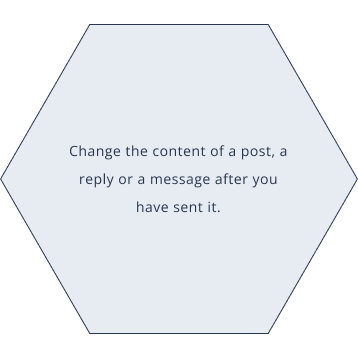 Change the content of a post, a
reply or a message after you
have sent it.